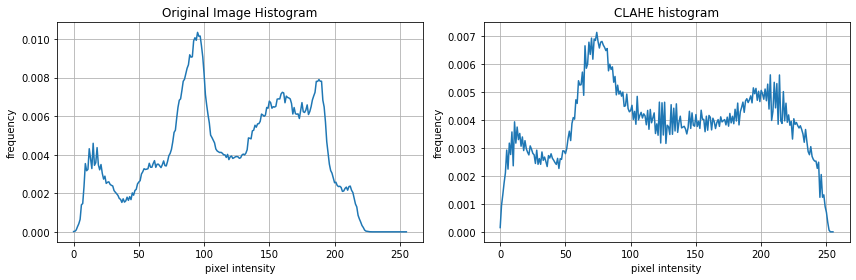 Original Image Histogram
frequency
0.010
0.008
0.006
0.004
0.002
0.000
0 50 100 150 200 250
pixel intensity
CLAHE histogram
frequency
0.007
0.006
0.005
0.004
0.003
0.002
0.001
0.000
0 50 100 150 200 250
pixel intensity